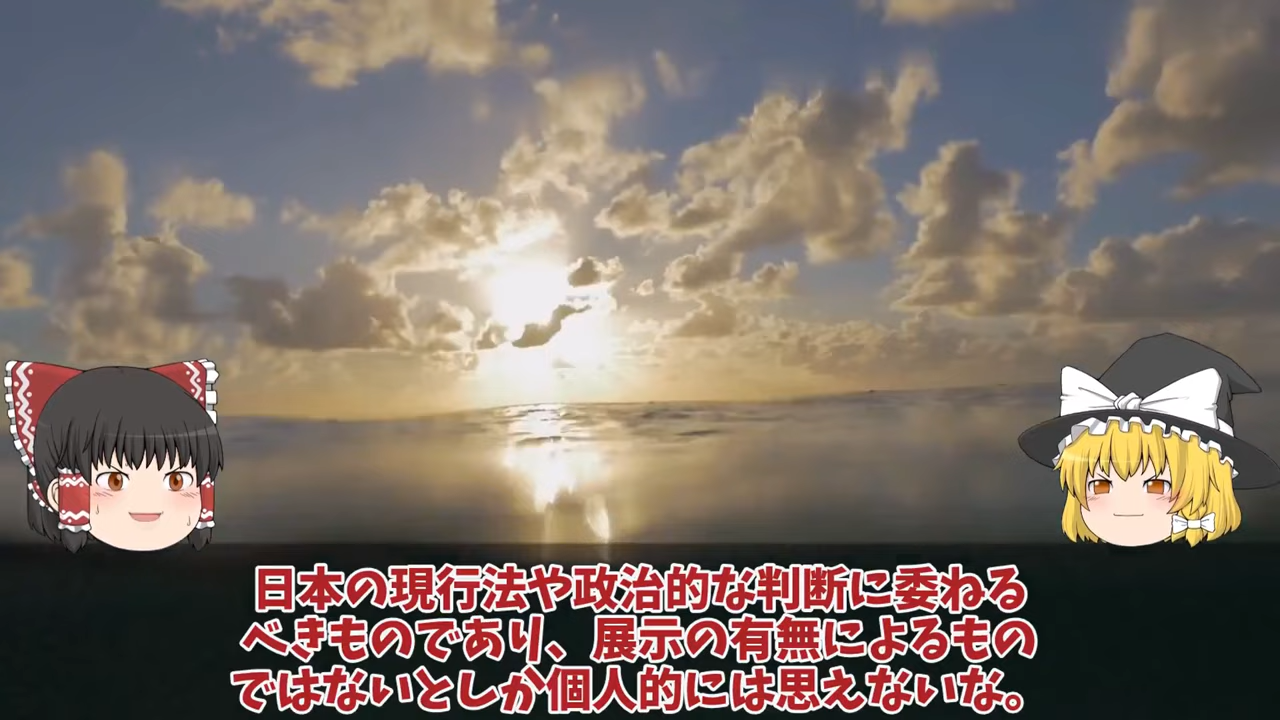 日本の現行法や政治的な判断に委ねる
べきものであり、展示の有無によるもの
ではないとしか個人的には思えないな。